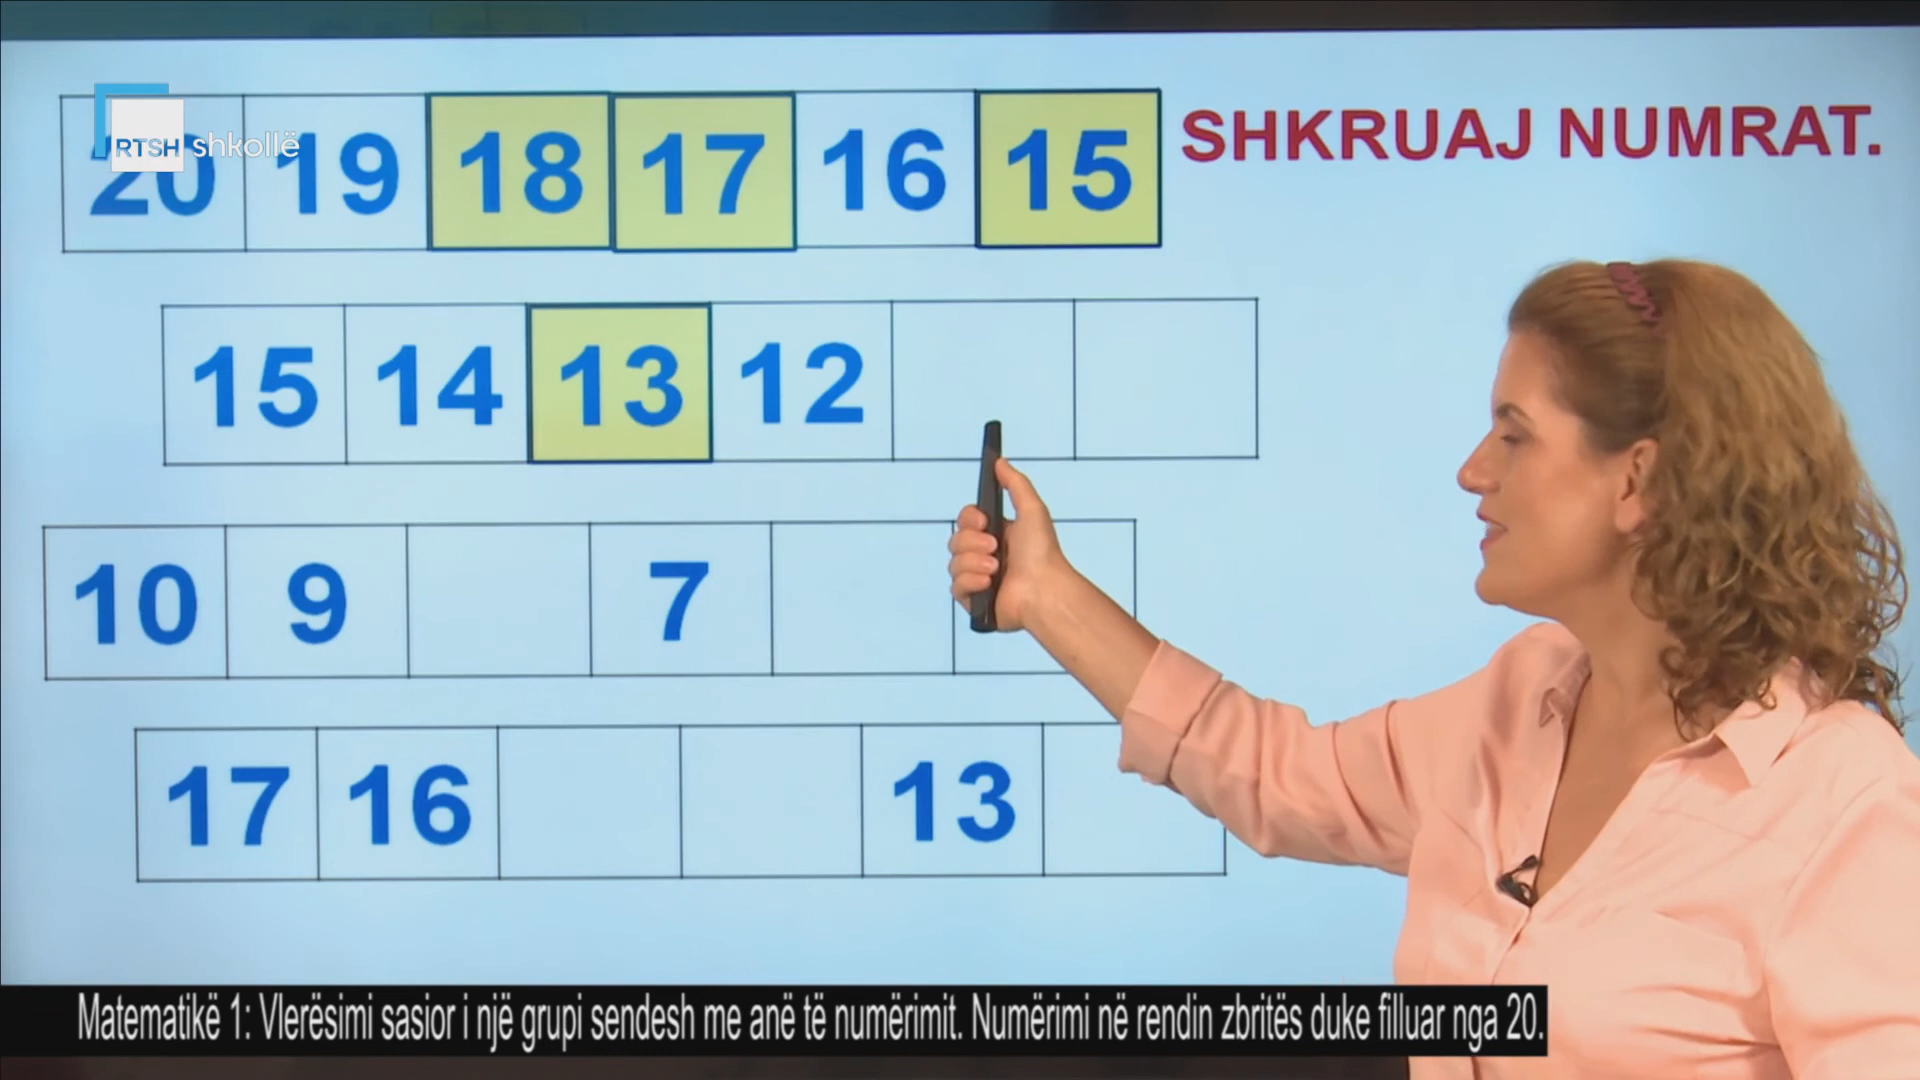 RTSH shkollë
20 19 18 17 16 15
SHKRUAJ NUMRAT.
15 14 13 12
10 9 7
17 16 13
Matematikë 1: Vlerësimi sasior i një grupi sendesh me anë të numërimit. Numërimi në rendin zbritës duke filluar nga 20.